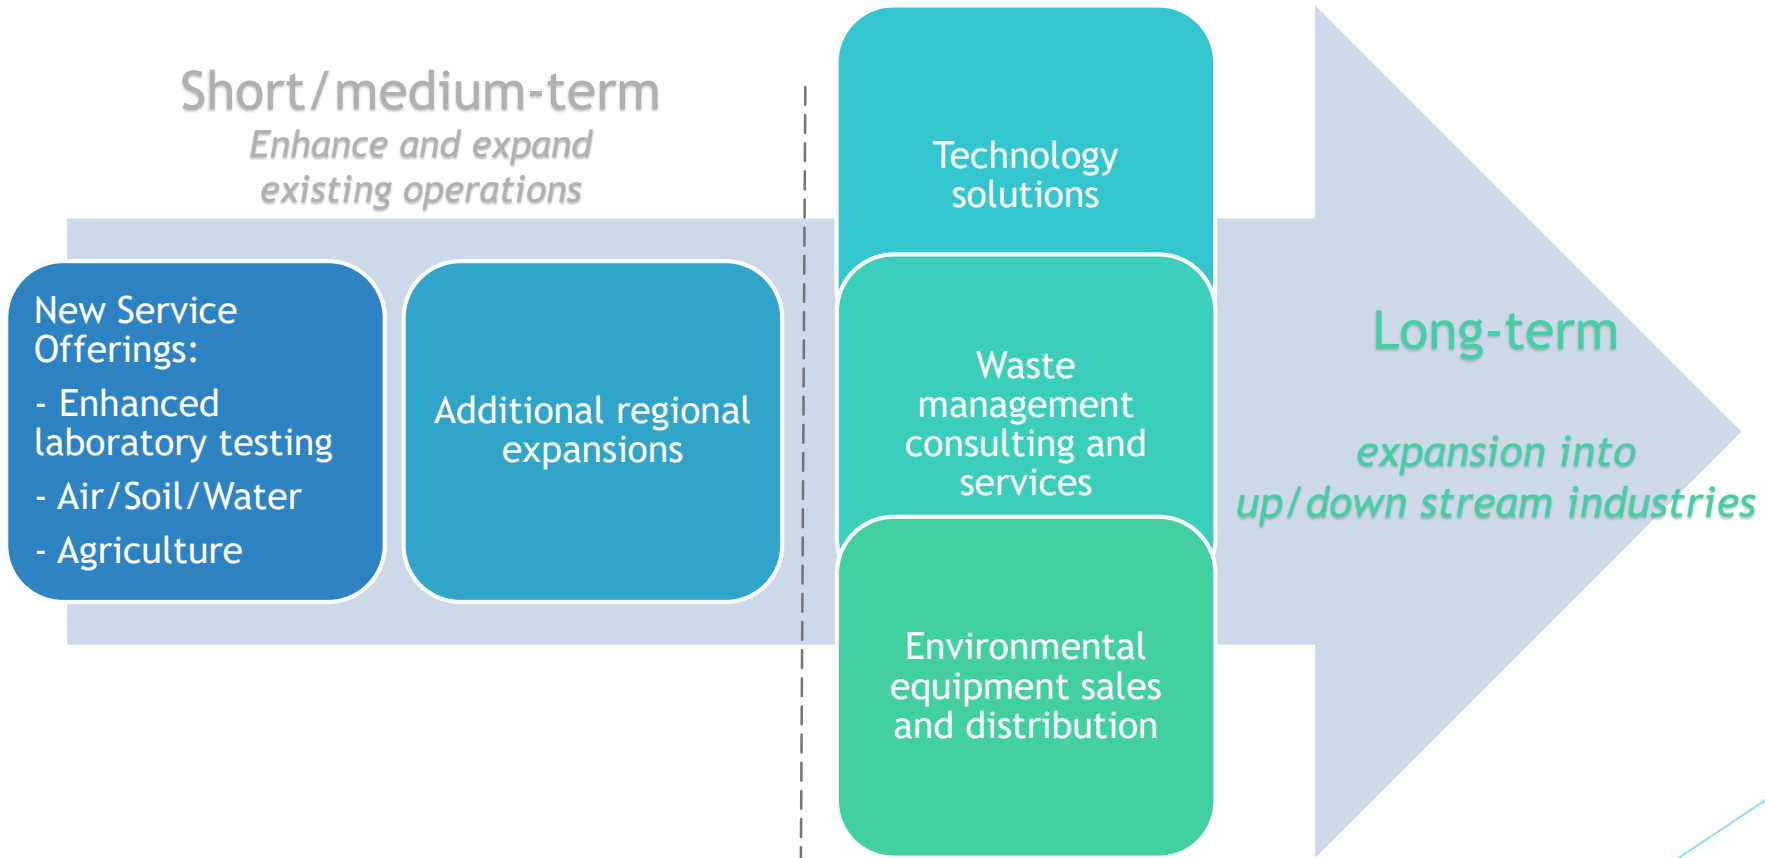 Short/medium-term
Enhance and expand
existing operations
New Service
Offerings:
- Enhanced
laboratory testing
- Air/Soil/Water
- Agriculture
Additional regional
expansions
Technology
solutions
Waste
management
consulting and
services
Environmental
equipment sales
and distribution
Long-term
expansion into
up/down stream industries